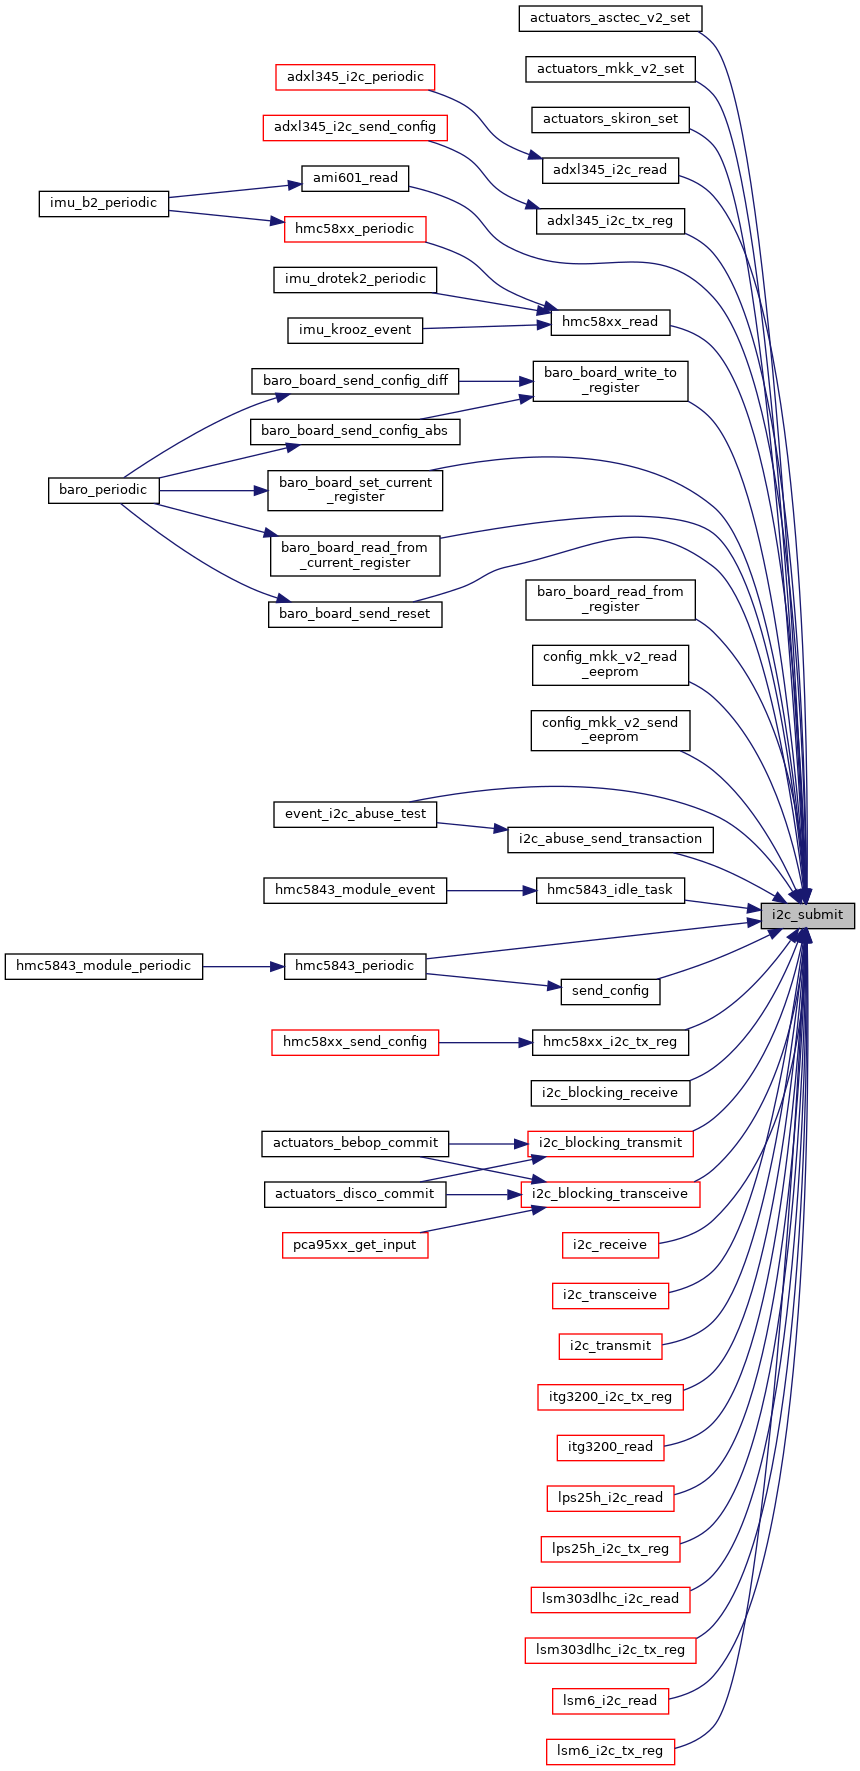 actuators_asctec_v2_set
actuators_mkk_v2_set
adxl345_i2c_periodic
actuators_skiron_set
adxl345_i2c_send_config
adxl345_i2c_read
ami601_read
imu_b2_periodic
adxl345_i2c_tx_reg
hmc58xx_periodic
imu_drotek2_periodic
hmc58xx_read
imu_krooz_event
baro_board_send_config_diff
baro_board_write_to
_register
baro_board_send_config_abs
baro_periodic
baro_board_set_current
_register
baro_board_read_from
_current_register
baro_board_send_reset
baro_board_read_from
_register
config_mkk_v2_read
_eeprom
config_mkk_v2_send
_eeprom
event_i2c_abuse_test
i2c_abuse_send_transaction
hmc5843_module_event
hmc5843_idle_task
i2c_submit
hmc5843_module_periodic
hmc5843_periodic
send_config
hmc58xx_send_config
hmc58xx_i2c_tx_reg
i2c_blocking_receive
actuators_bebop_commit
i2c_blocking_transmit
actuators_disco_commit
i2c_blocking_transceive
pca95xx_get_input
i2c_receive
i2c_transceive
i2c_transmit
itg3200_i2c_tx_reg
itg3200_read
lps25h_i2c_read
lps25h_i2c_tx_reg
lsm303dlhc_i2c_read
lsm303dlhc_i2c_tx_reg
lsm6_i2c_read
lsm6_i2c_tx_reg